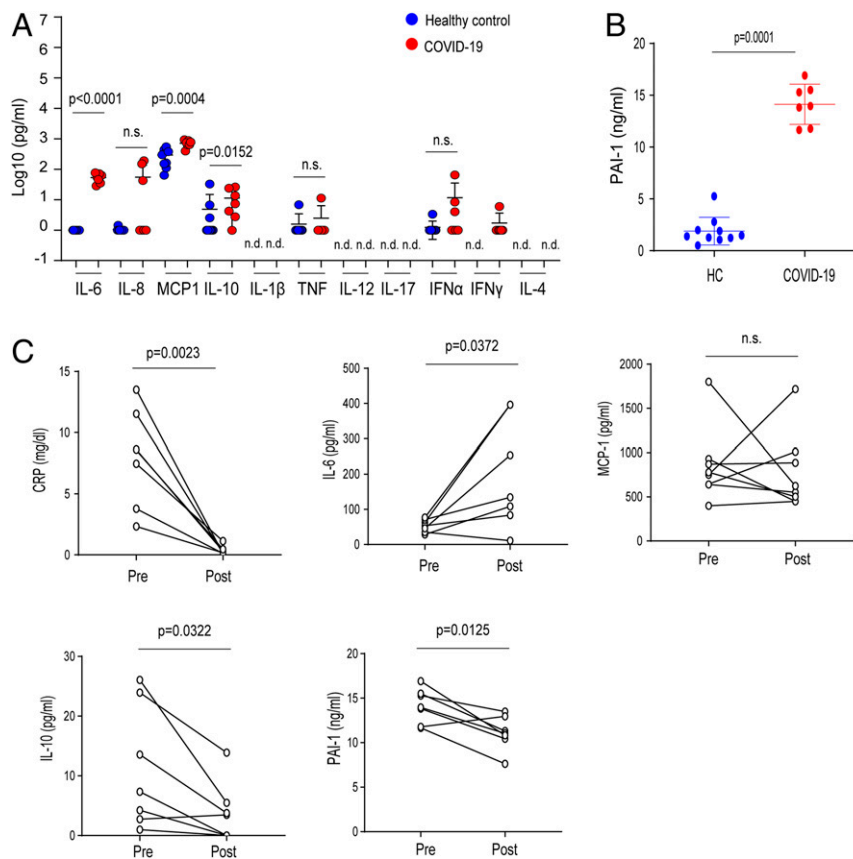 A
Healthy control
COVID-19
Log10 (pg/ml)
7
6
5
4
3
2
1
0
-1
p<0.0001
n.s.
p=0.0004
p=0.0152
n.d. n.d.
n.s.
n.d. n.d. n.d. n.d.
n.s.
n.d.
n.d. n.d.
IL-6 IL-8 MCP1 IL-10 IL-1β TNF IL-12 IL-17 IFNα IFNγ IL-4
B
p=0.0001
PAI-1 (ng/ml)
20
15
10
5
0
HC COVID-19
C
p=0.0023
CRP (mg/dl)
15
10
5
0
Pre Post
p=0.0372
IL-6 (pg/ml)
500
400
300
200
100
0
Pre Post
n.s.
MCP-1 (pg/ml)
2000
1500
1000
500
0
Pre Post
p=0.0322
IL-10 (pg/ml)
30
20
10
0
Pre Post
p=0.0125
PAI-1 (ng/ml)
20
15
10
5
0
Pre Post